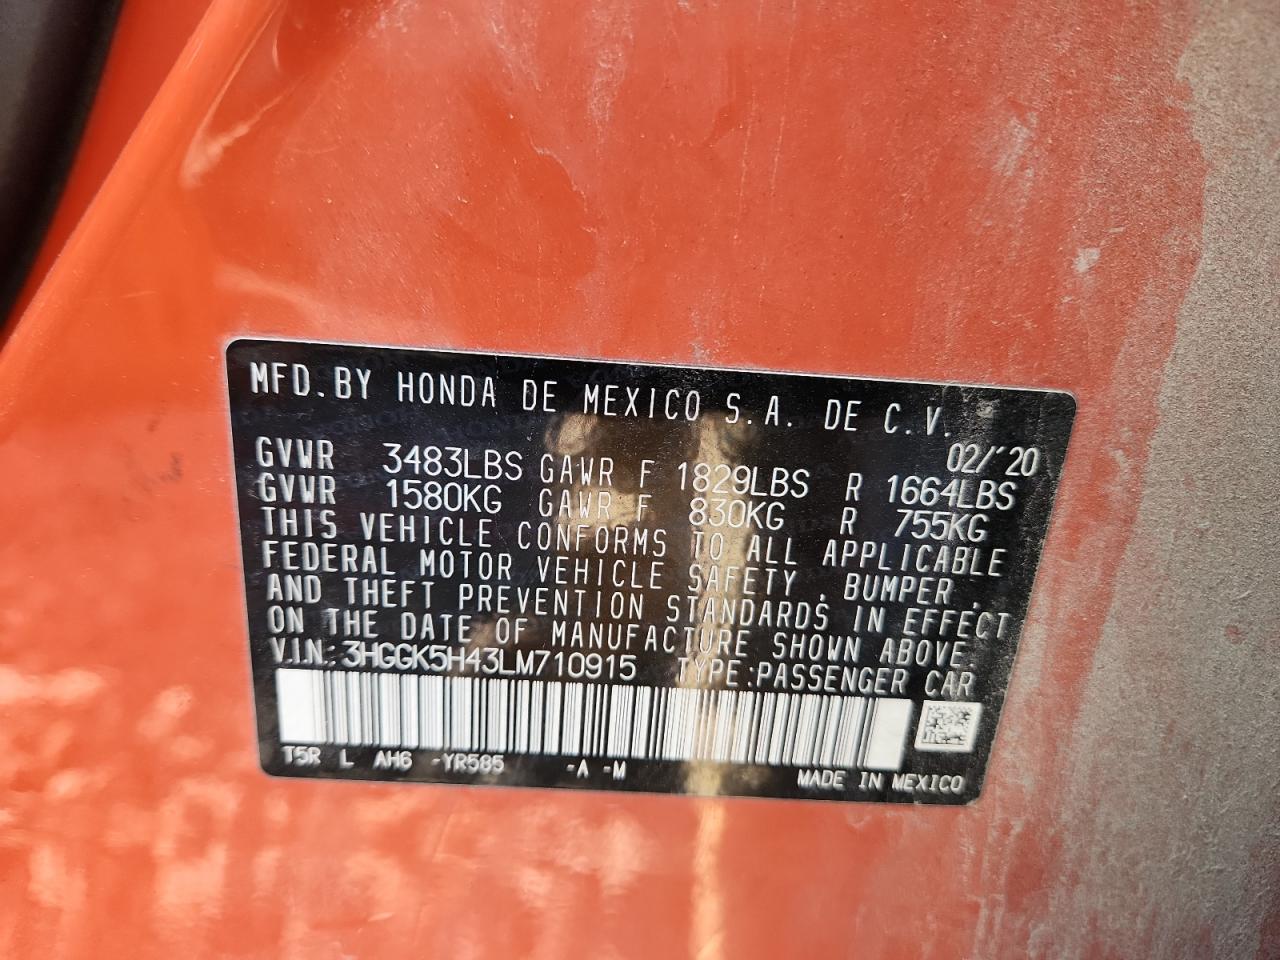 MFD. BY HONDA DE MEXICO S.A. DE C.V.
02/'20
GVWR 3483LBS GAWR F 1829LBS R 1664LBS
GVWR 1580KG GAWR F 830KG R 755KG
THIS VEHICLE CONFORMS TO ALL APPLICABLE
FEDERAL MOTOR VEHICLE SAFETY, BUMPER,
AND THEFT PREVENTION STANDARDS IN EFFECT
ON THE DATE OF MANUFACTURE SHOWN ABOVE.
V.I.N.: 3HGGK5H43LM710915 TYPE:PASSENGER CAR
T5R L AH6 -YR585 -A -M
MADE IN MEXICO